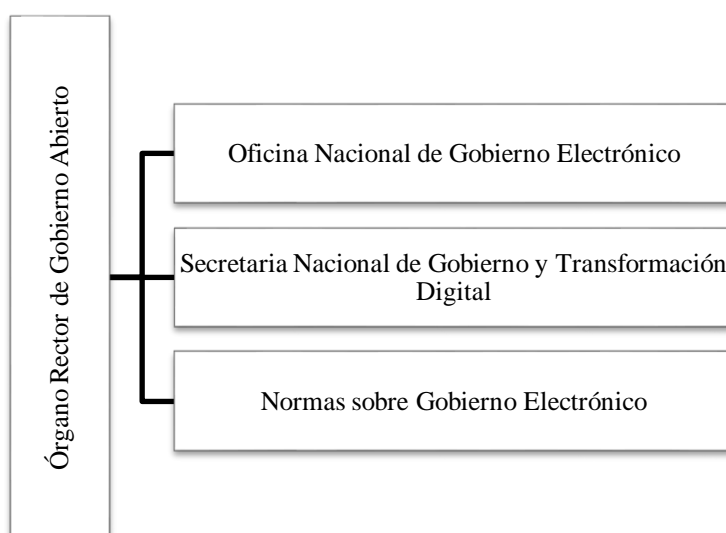 Órgano Rector de Gobierno Abierto
Oficina Nacional de Gobierno Electrónico
Secretaria Nacional de Gobierno y Transformación
Digital
Normas sobre Gobierno Electrónico